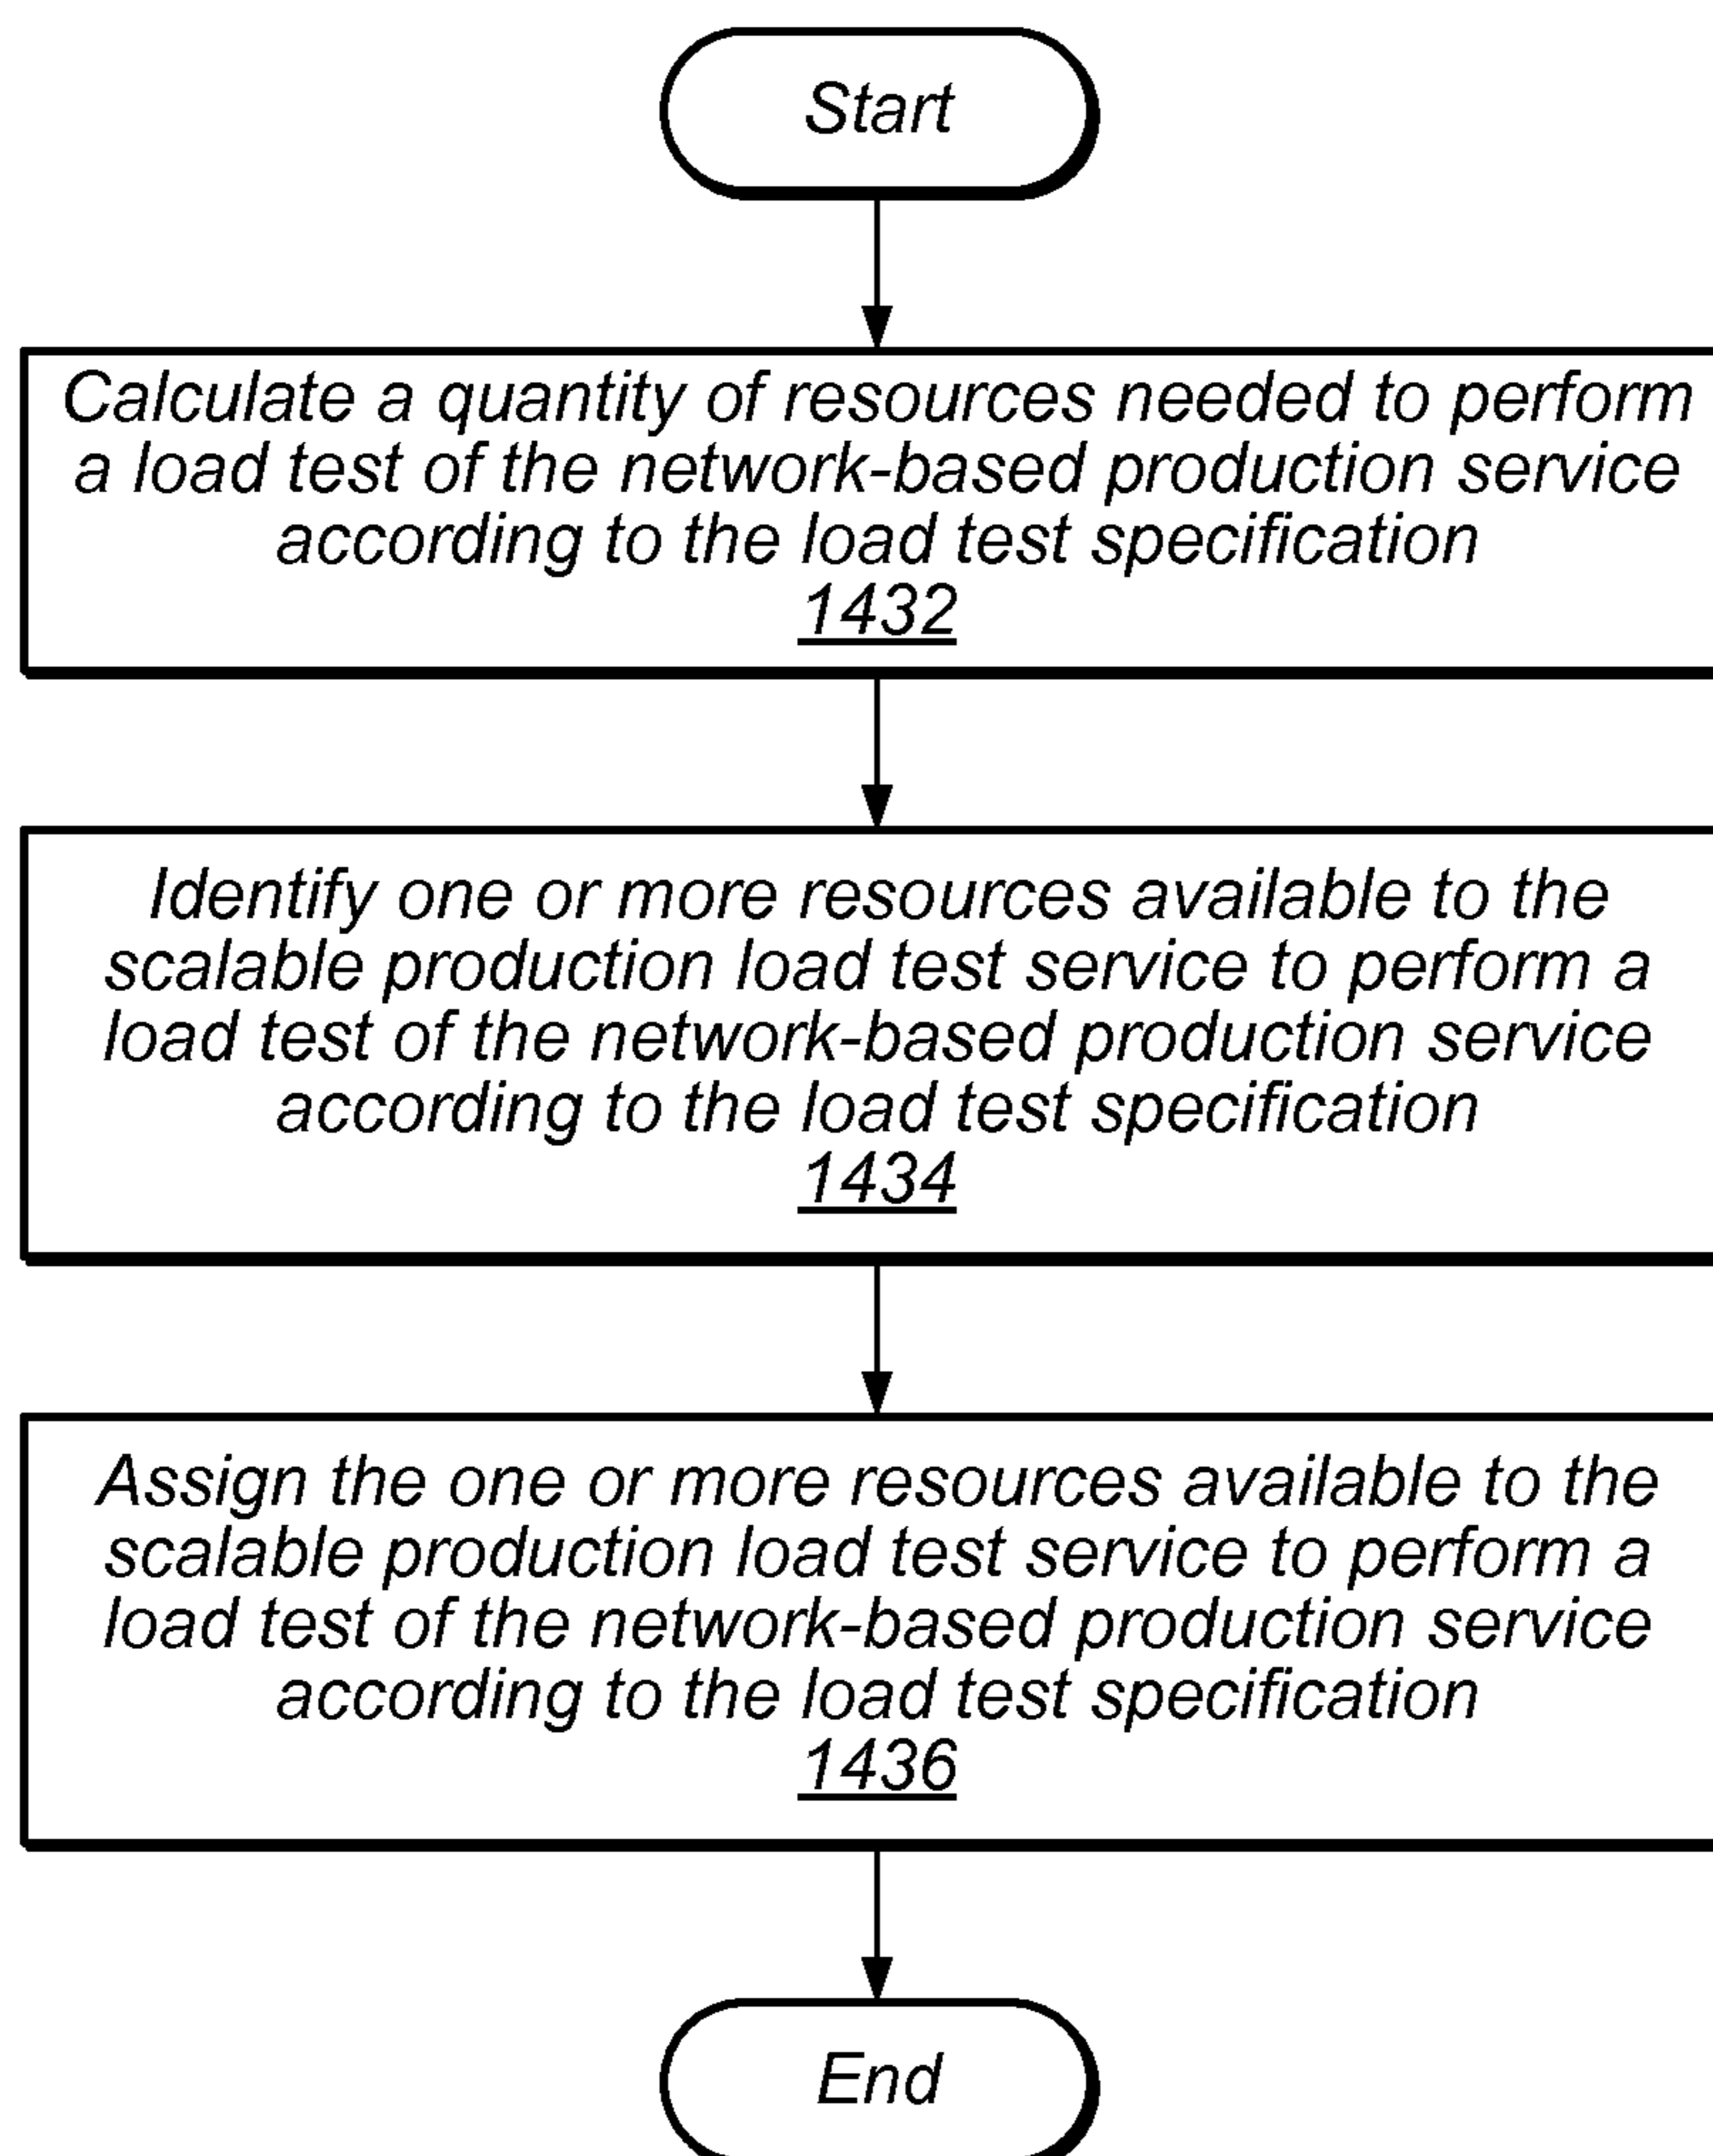 Start
Calculate a quantity of resources needed to perform
a load test of the network-based production service
according to the load test specification
1432
Identify one or more resources available to the
scalable production load test service to perform a
load test of the network-based production service
according to the load test specification
1434
Assign the one or more resources available to the
scalable production load test service to perform a
load test of the network-based production service
according to the load test specification
1436
End